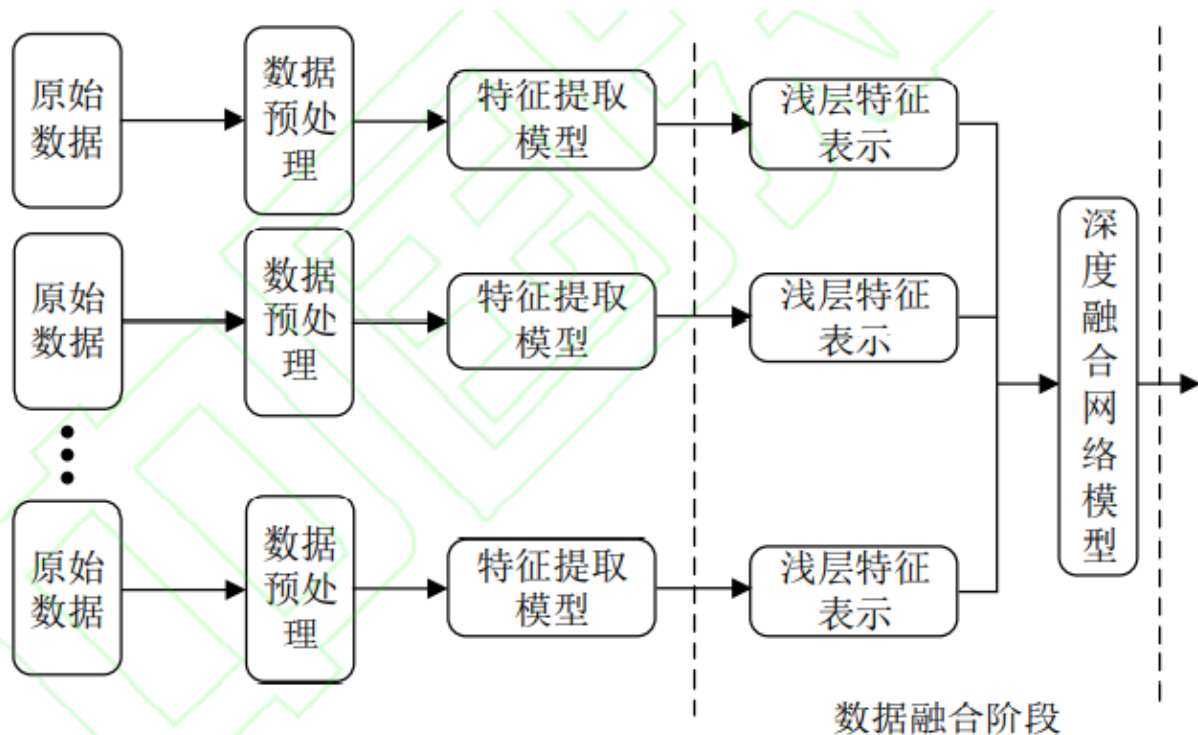 原始
数据
数据
预处
理
特征提取
模型
浅层特征
表示
原始
数据
数据
预处
理
特征提取
模型
浅层特征
表示
原始
数据
数据
预处
理
特征提取
模型
浅层特征
表示
深
度
融
合
网
络
模
型
数据融合阶段